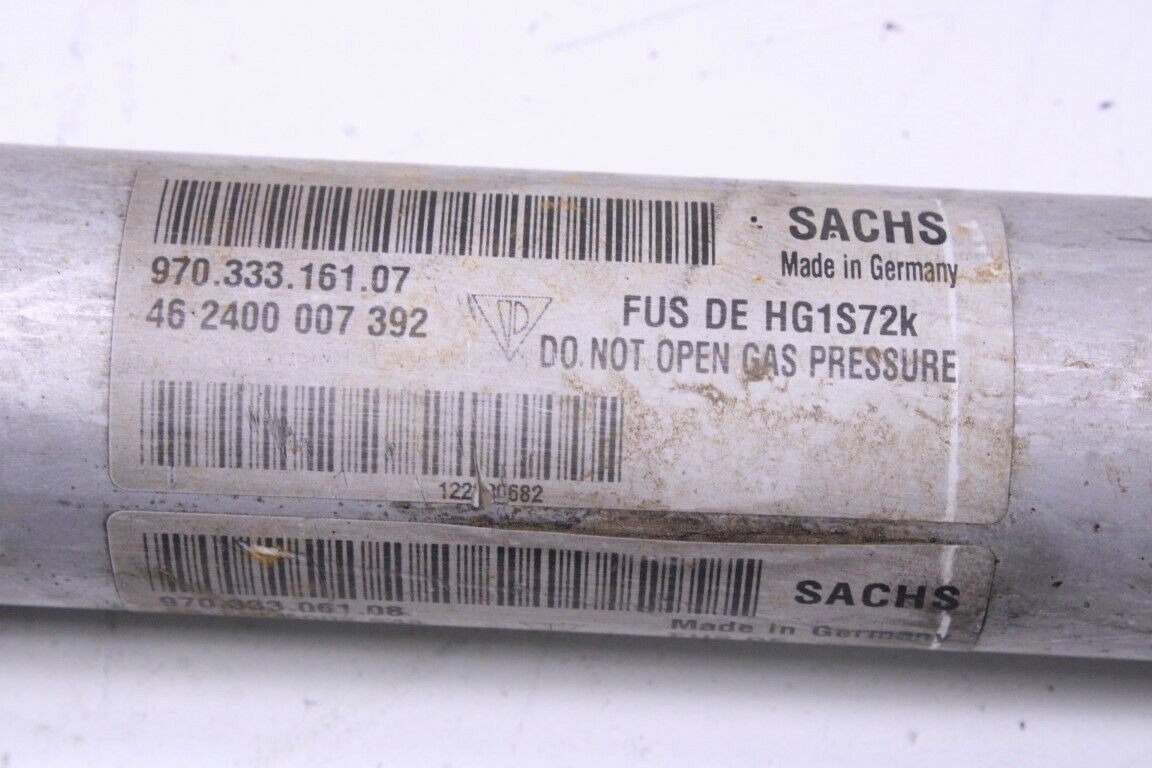 SACHS
Made in Germany
970.333.161.07
46 2400 007 392
FUS DE HG1S72k
DO NOT OPEN GAS PRESSURE
SACHS
970.333.061.08
Made in Germany